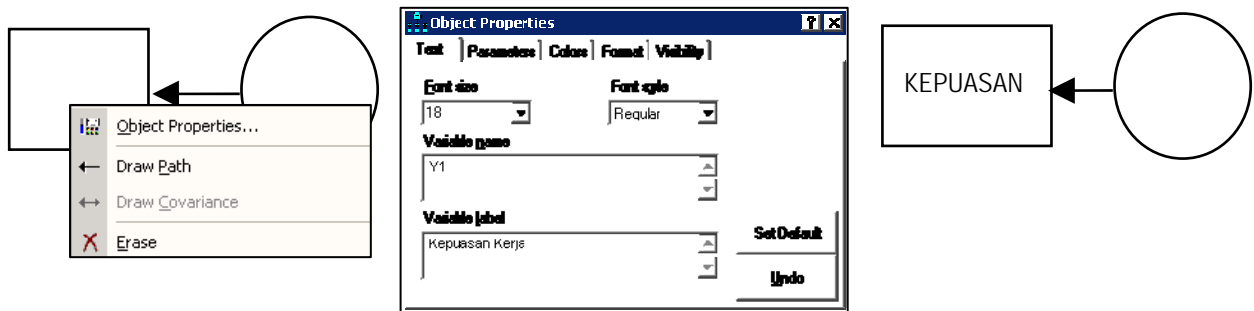 Object Properties...
Draw Path
Draw Covariance
Erase
Object Properties
Text Parameters Colors Format Visibility
Font size Font style
18 Regular
Variable name
Y1
Variable label
Kepuasan Kerja
Set Default
Undo
KEPUASAN